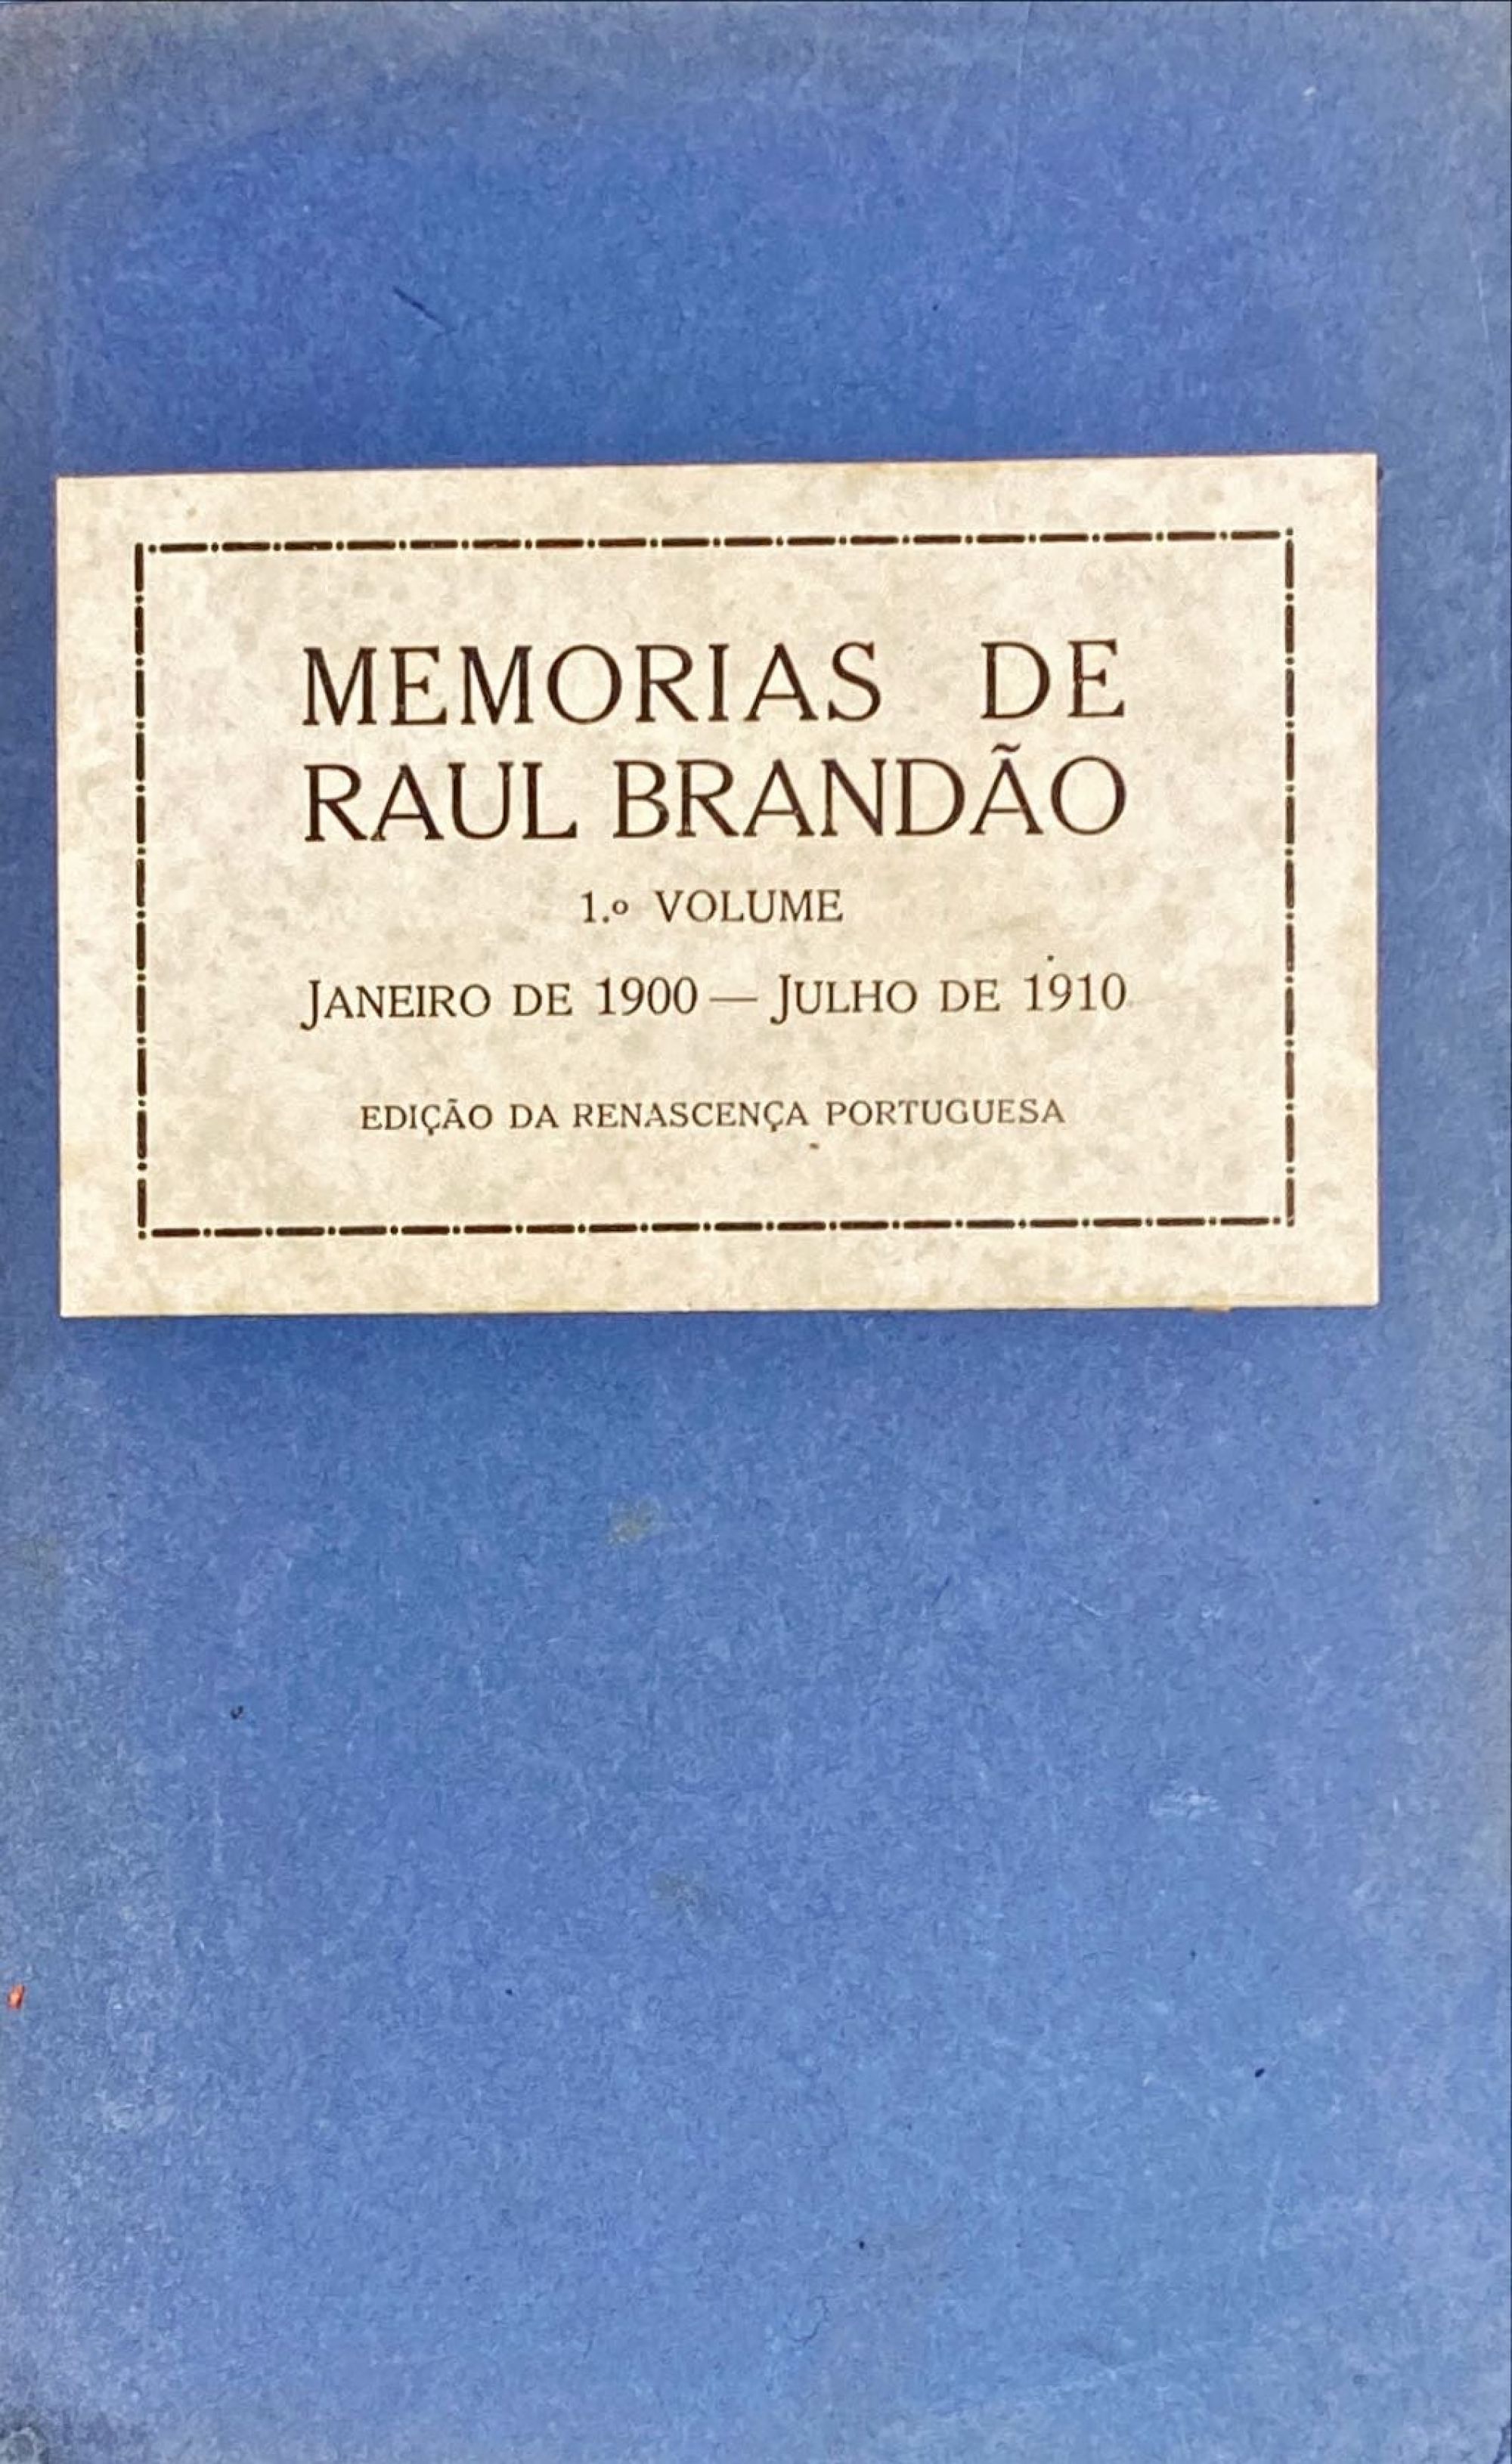 MEMORIAS DE
RAUL BRANDÃO
1.º VOLUME
JANEIRO DE 1900 — JULHO DE 1910
EDIÇÃO DA RENASCENÇA PORTUGUESA